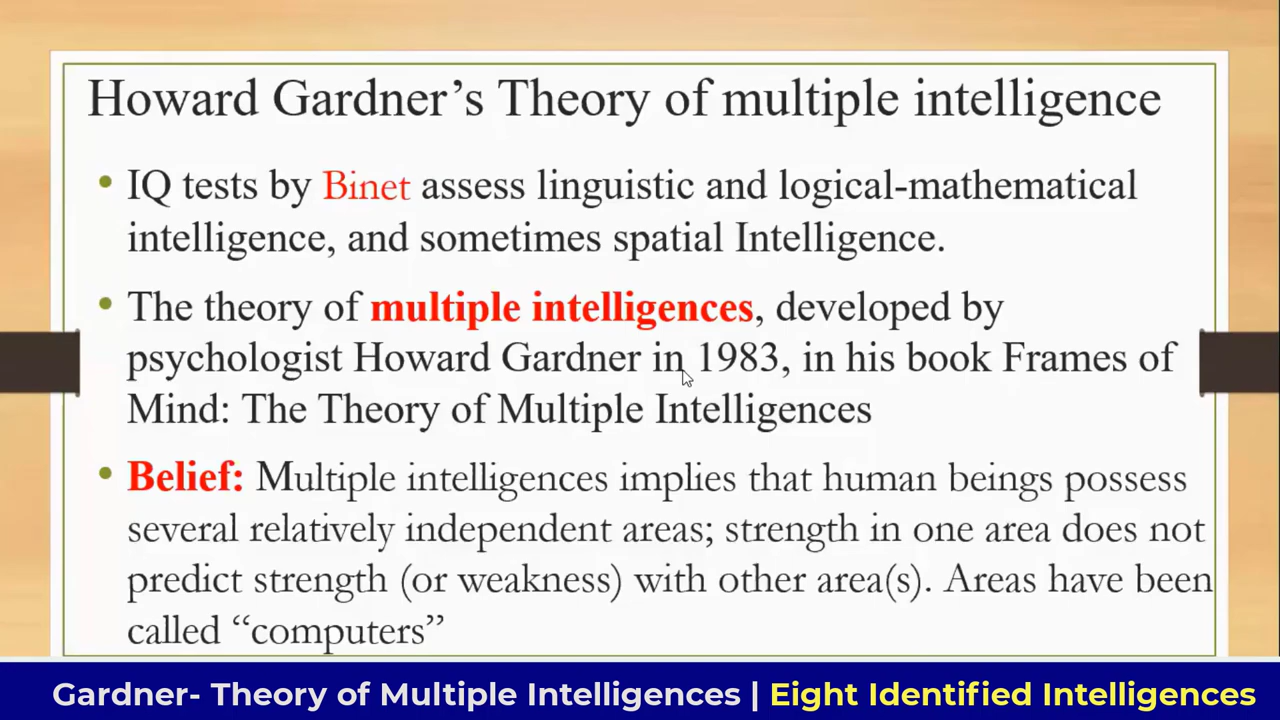 Howard Gardner’s Theory of multiple intelligence
• IQ tests by Binet assess linguistic and logical-mathematical
intelligence, and sometimes spatial Intelligence.
• The theory of multiple intelligences, developed by
psychologist Howard Gardner in 1983, in his book Frames of
Mind: The Theory of Multiple Intelligences
• Belief: Multiple intelligences implies that human beings possess
several relatively independent areas; strength in one area does not
predict strength (or weakness) with other area(s). Areas have been
called “computers”
Gardner- Theory of Multiple Intelligences | Eight Identified Intelligences